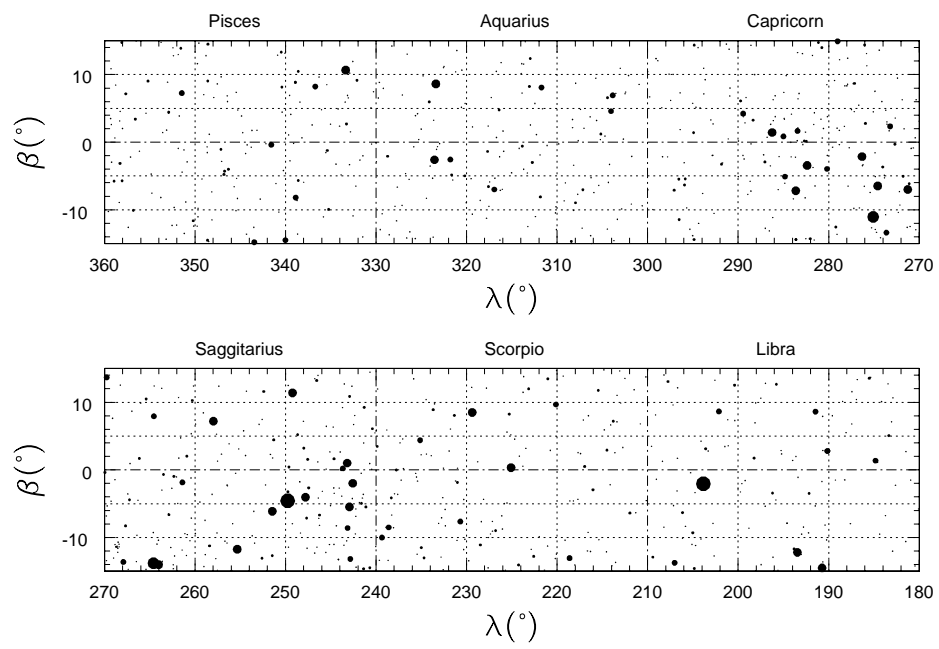 Pisces Aquarius Capricorn
10
0
-10
β(°)
360 350 340 330 320 310 300 290 280 270
λ(°)
Saggitarius Scorpio Libra
10
0
-10
β(°)
270 260 250 240 230 220 210 200 190 180
λ(°)